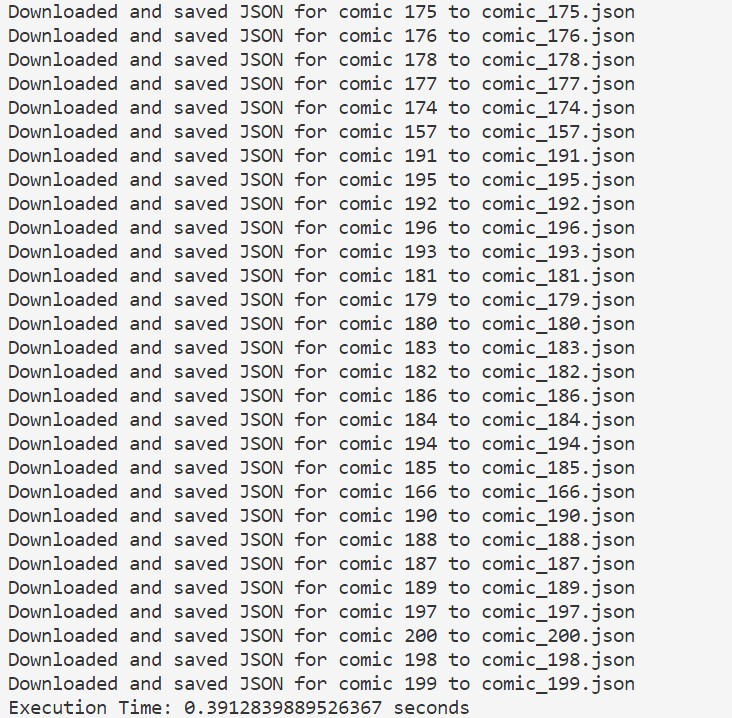 Downloaded and saved JSON for comic 175 to comic_175.json
Downloaded and saved JSON for comic 176 to comic_176.json
Downloaded and saved JSON for comic 178 to comic_178.json
Downloaded and saved JSON for comic 177 to comic_177.json
Downloaded and saved JSON for comic 174 to comic_174.json
Downloaded and saved JSON for comic 157 to comic_157.json
Downloaded and saved JSON for comic 191 to comic_191.json
Downloaded and saved JSON for comic 195 to comic_195.json
Downloaded and saved JSON for comic 192 to comic_192.json
Downloaded and saved JSON for comic 196 to comic_196.json
Downloaded and saved JSON for comic 193 to comic_193.json
Downloaded and saved JSON for comic 181 to comic_181.json
Downloaded and saved JSON for comic 179 to comic_179.json
Downloaded and saved JSON for comic 180 to comic_180.json
Downloaded and saved JSON for comic 183 to comic_183.json
Downloaded and saved JSON for comic 182 to comic_182.json
Downloaded and saved JSON for comic 186 to comic_186.json
Downloaded and saved JSON for comic 184 to comic_184.json
Downloaded and saved JSON for comic 194 to comic_194.json
Downloaded and saved JSON for comic 185 to comic_185.json
Downloaded and saved JSON for comic 166 to comic_166.json
Downloaded and saved JSON for comic 190 to comic_190.json
Downloaded and saved JSON for comic 188 to comic_188.json
Downloaded and saved JSON for comic 187 to comic_187.json
Downloaded and saved JSON for comic 189 to comic_189.json
Downloaded and saved JSON for comic 197 to comic_197.json
Downloaded and saved JSON for comic 200 to comic_200.json
Downloaded and saved JSON for comic 198 to comic_198.json
Downloaded and saved JSON for comic 199 to comic_199.json
Execution Time: 0.3912839889526367 seconds